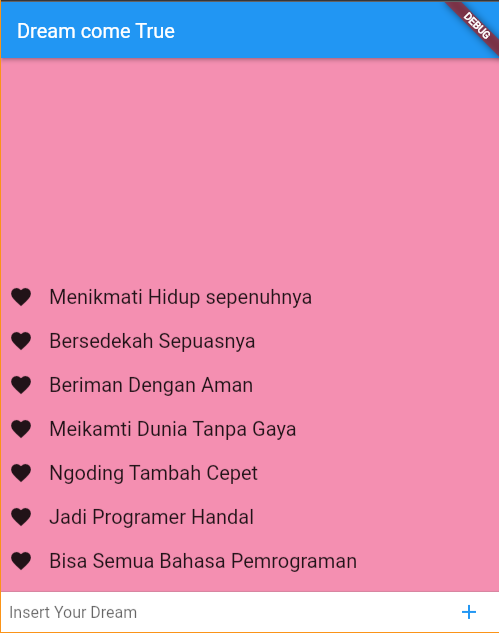 Dream come True
DEBUG
Menikmati Hidup sepenuhnya
Bersedekah Sepuasnya
Beriman Dengan Aman
Meikamti Dunia Tanpa Gaya
Ngoding Tambah Cepet
Jadi Programer Handal
Bisa Semua Bahasa Pemrograman
Insert Your Dream